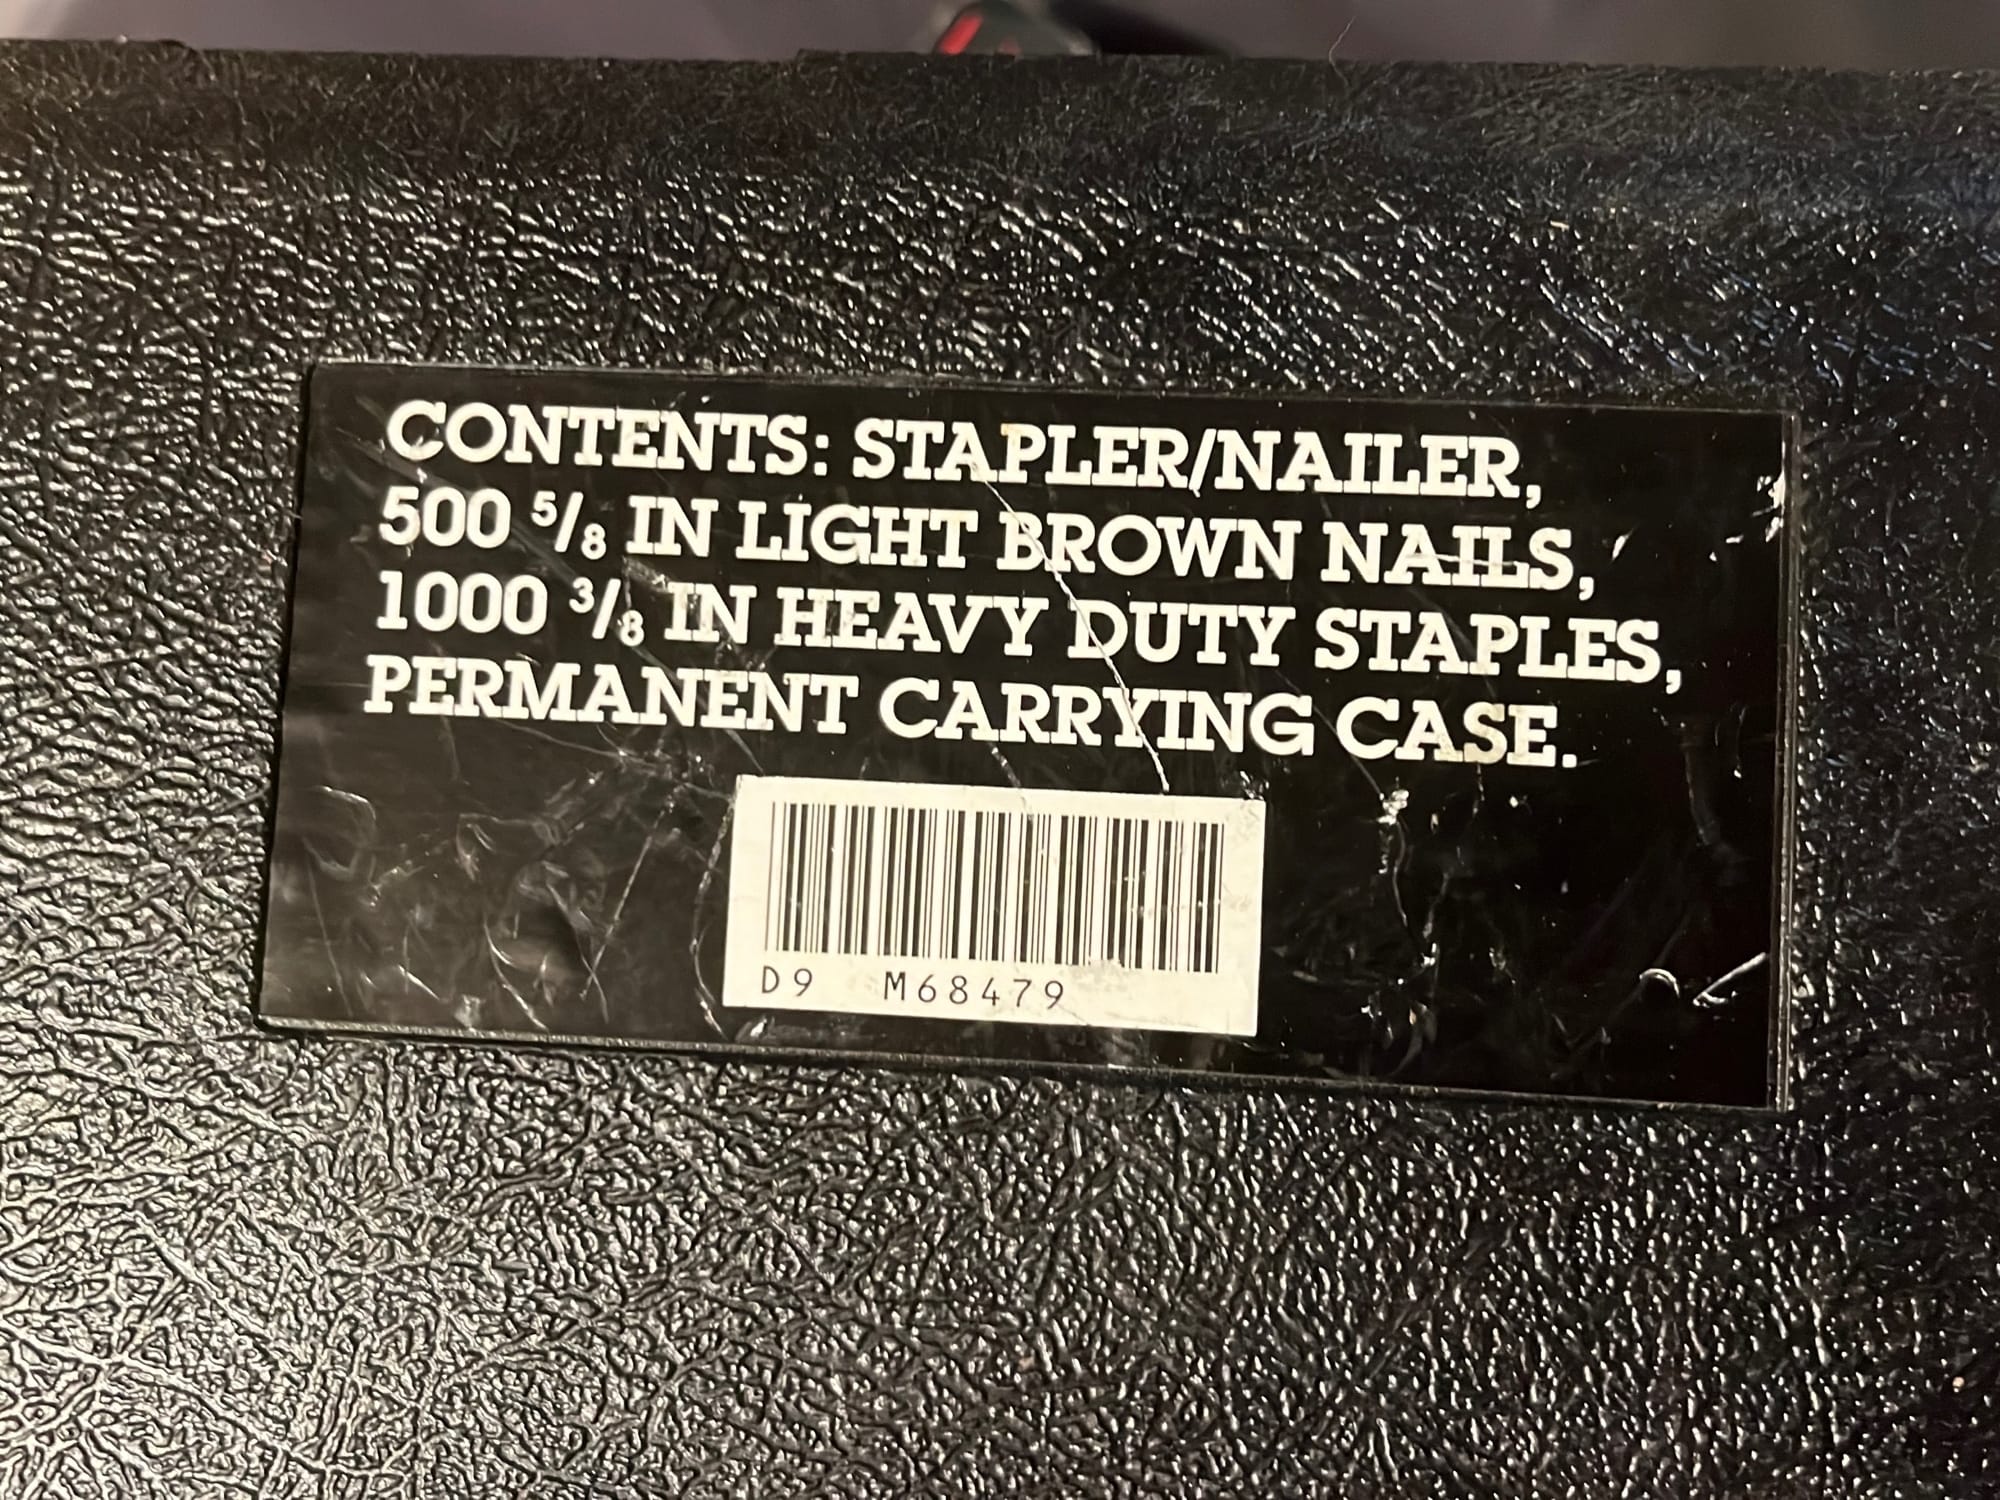 CONTENTS: STAPLER/NAILER,
500 5/8 IN LIGHT BROWN NAILS,
1000 3/8 IN HEAVY DUTY STAPLES,
PERMANENT CARRYING CASE.
D9 M68479